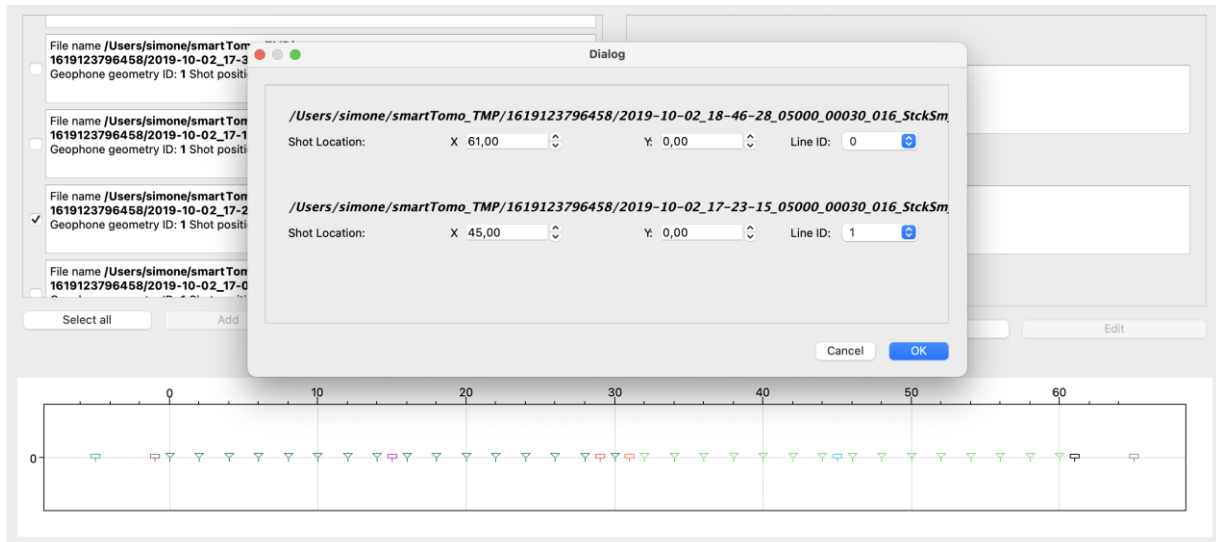 Dialog
File name /Users/simone/smartTomo_TMP/
1619123796458/2019-10-02_17-3
Geophone geometry ID: 1 Shot positi
File name /Users/simone/smartTom
1619123796458/2019-10-02_17-1
Geophone geometry ID: 1 Shot positi
File name /Users/simone/smartTom
1619123796458/2019-10-02_17-2
Geophone geometry ID: 1 Shot positi
File name /Users/simone/smartTom
1619123796458/2019-10-02_17-0
/Users/simone/smartTomo_TMP/1619123796458/2019-10-02_18-46-28_05000_00030_016_StckSm
Shot Location: X 61,00 Y: 0,00 Line ID: 0
/Users/simone/smartTomo_TMP/1619123796458/2019-10-02_17-23-15_05000_00030_016_StckSm
Shot Location: X 45,00 Y: 0,00 Line ID: 1
Cancel OK
Select all Add Edit
0 10 20 30 40 50 60
0